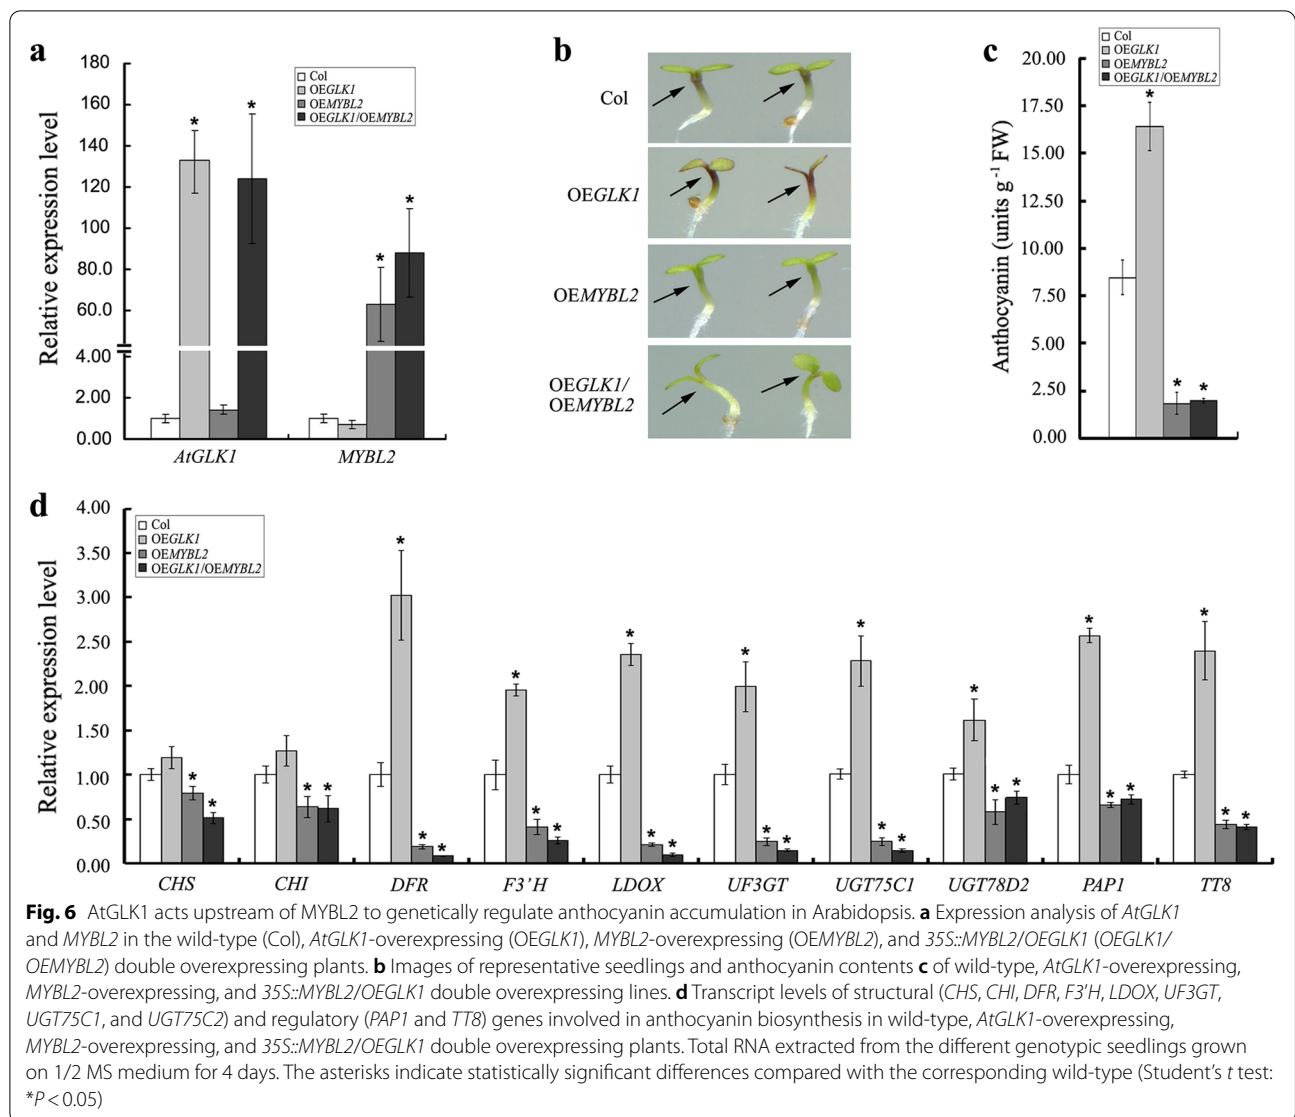 a
Relative expression level
180
160
140
120
100
80.0
60.0
4.00
2.00
0.00
Col
OEGLK1
OEMYBL2
OEGLK1/OEMYBL2
*
*
*
*
AtGLK1
MYBL2
b
Col
OEGLK1
OEMYBL2
OEGLK1/
OEMYBL2
c
Col
OEGLK1
OEMYBL2
OEGLK1/OEMYBL2
Anthocyanin (units g-1 FW)
20.00
17.50
15.00
12.50
10.00
7.50
5.00
2.50
0.00
*
*
*
d
Relative expression level
4.00
3.50
3.00
2.50
2.00
1.50
1.00
0.50
0.00
Col
OEGLK1
OEMYBL2
OEGLK1/OEMYBL2
* * * * * * * * * * * * * * * * * * * * * * * * * * * *
CHS CHI DFR F3'H LDOX UF3GT UGT75C1 UGT78D2 PAP1 TT8
Fig. 6 AtGLK1 acts upstream of MYBL2 to genetically regulate anthocyanin accumulation in Arabidopsis. a Expression analysis of AtGLK1
and MYBL2 in the wild-type (Col), AtGLK1-overexpressing (OEGLK1), MYBL2-overexpressing (OEMYBL2), and 35S::MYBL2/OEGLK1 (OEGLK1/
OEMYBL2) double overexpressing plants. b Images of representative seedlings and anthocyanin contents c of wild-type, AtGLK1-overexpressing,
MYBL2-overexpressing, and 35S::MYBL2/OEGLK1 double overexpressing lines. d Transcript levels of structural (CHS, CHI, DFR, F3'H, LDOX, UF3GT,
UGT75C1, and UGT75C2) and regulatory (PAP1 and TT8) genes involved in anthocyanin biosynthesis in wild-type, AtGLK1-overexpressing,
MYBL2-overexpressing, and 35S::MYBL2/OEGLK1 double overexpressing plants. Total RNA extracted from the different genotypic seedlings grown
on 1/2 MS medium for 4 days. The asterisks indicate statistically significant differences compared with the corresponding wild-type (Student's t test:
*P < 0.05)